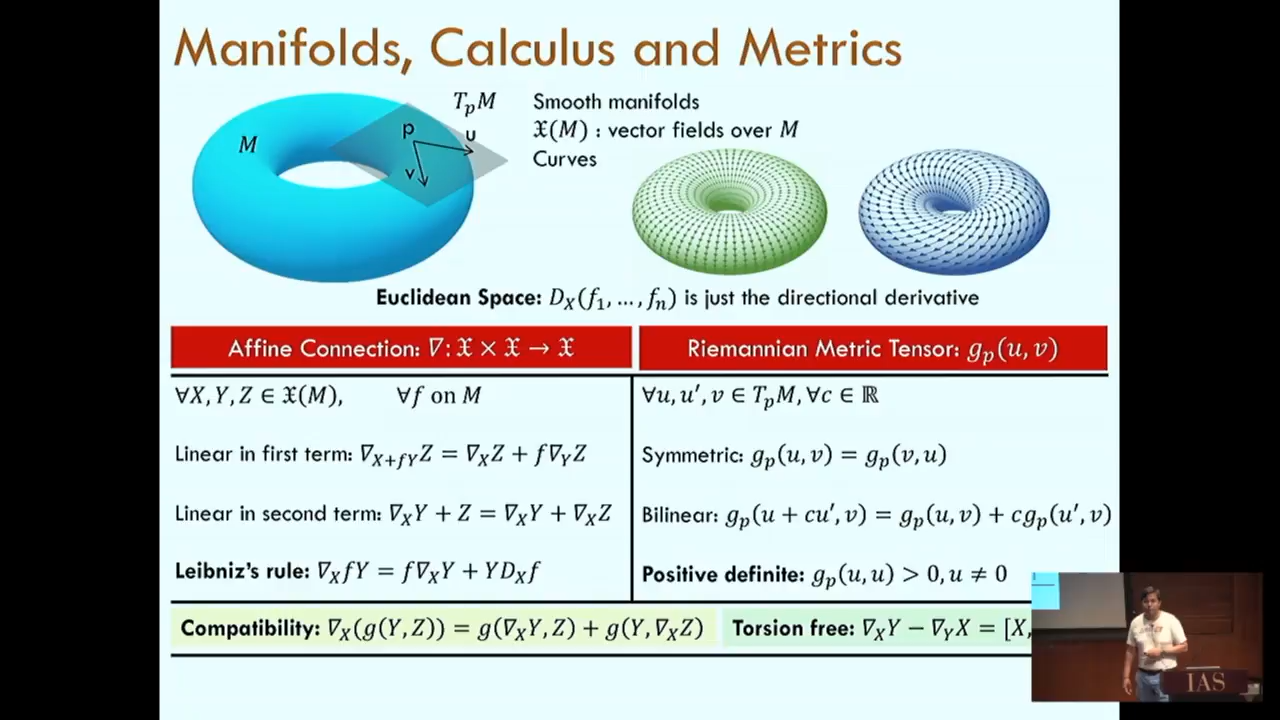 Manifolds, Calculus and Metrics
M
p
u
v
T_pM
Smooth manifolds
𝔛(M) : vector fields over M
Curves
Euclidean Space: D_X(f_1, …, f_n) is just the directional derivative
Affine Connection: ∇: 𝔛 × 𝔛 → 𝔛
Riemannian Metric Tensor: g_p(u, v)
∀X, Y, Z ∈ 𝔛(M), ∀f on M
Linear in first term: ∇_{X+fY}Z = ∇_XZ + f∇_YZ
Linear in second term: ∇_XY + Z = ∇_XY + ∇_XZ
Leibniz's rule: ∇_XfY = f∇_XY + YD_Xf
∀u, u′, v ∈ T_pM, ∀c ∈ ℝ
Symmetric: g_p(u, v) = g_p(v, u)
Bilinear: g_p(u + cu′, v) = g_p(u, v) + cg_p(u′, v)
Positive definite: g_p(u, u) > 0, u ≠ 0
Compatibility: ∇_X(g(Y, Z)) = g(∇_XY, Z) + g(Y, ∇_XZ)
Torsion free: ∇_XY − ∇_YX = [X,
IAS